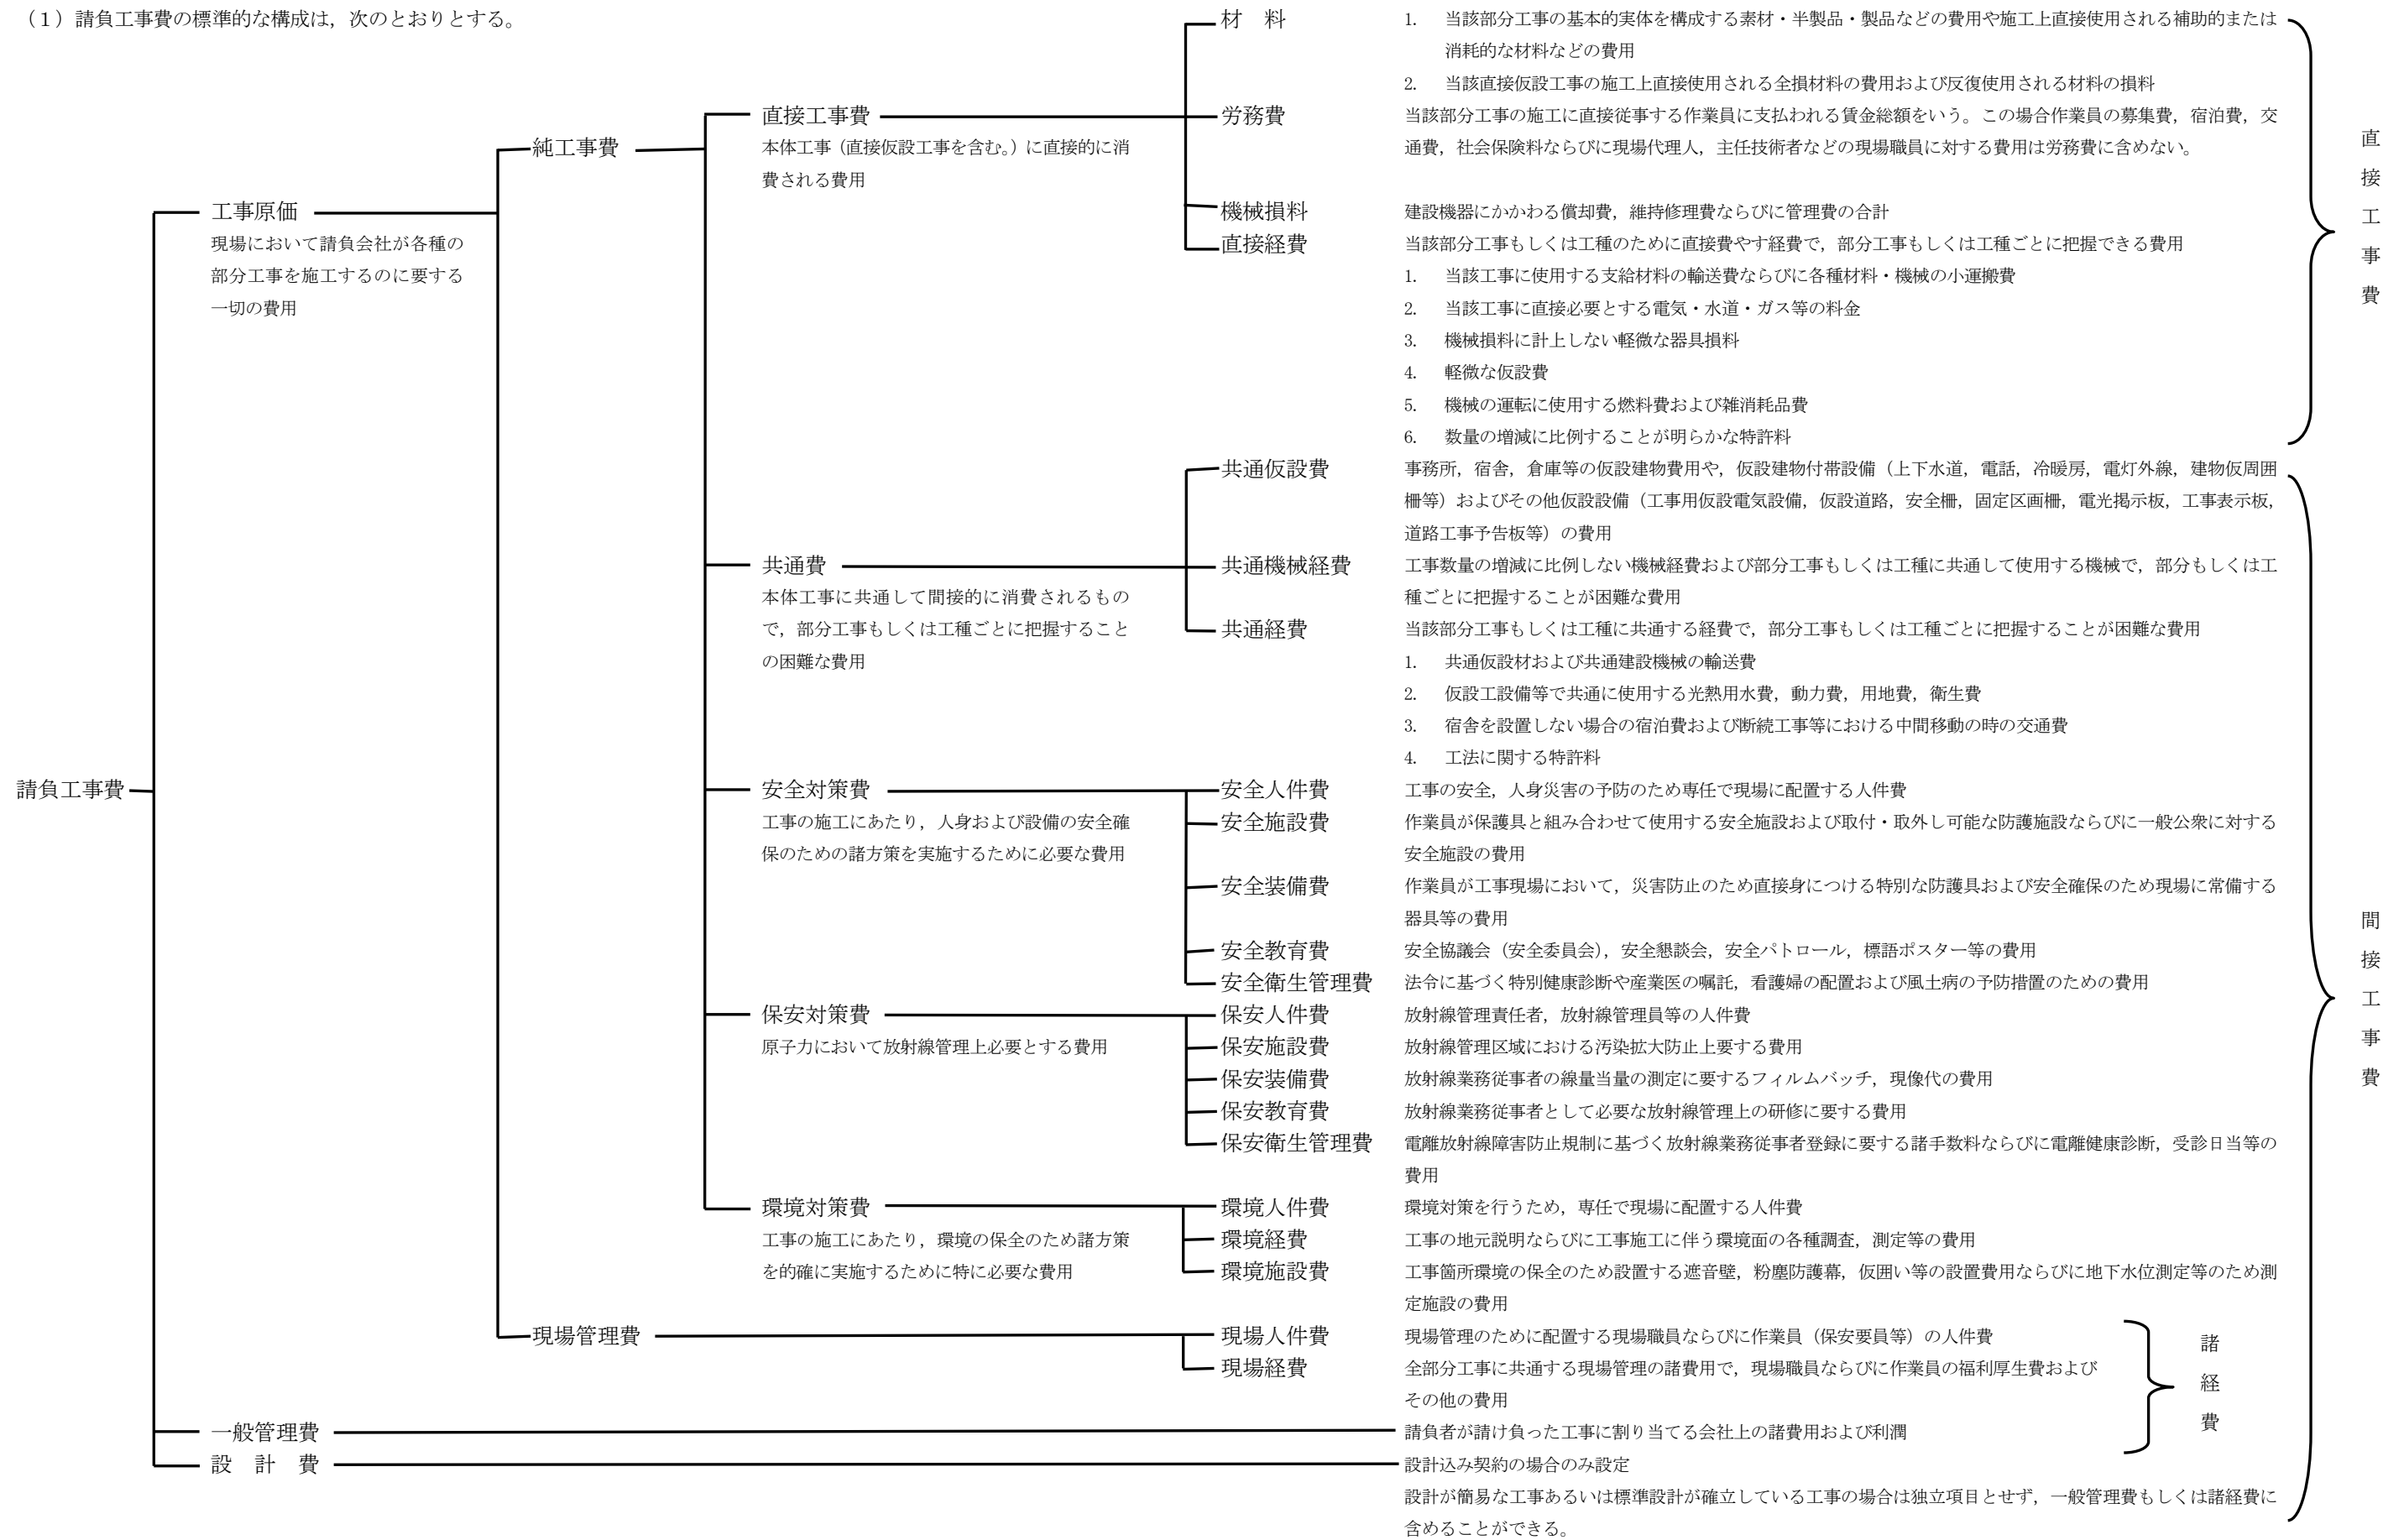 （１）請負工事費の標準的な構成は，次のとおりとする。
請負工事費
工事原価
現場において請負会社が各種の
部分工事を施工するのに要する
一切の費用
純工事費
直接工事費
本体工事（直接仮設工事を含む。）に直接的に消
費される費用
材　料
1.　当該部分工事の基本的実体を構成する素材・半製品・製品などの費用や施工上直接使用される補助的または
消耗的な材料などの費用
2.　当該直接仮設工事の施工上直接使用される全損材料の費用および反復使用される材料の損料
労務費
当該部分工事の施工に直接従事する作業員に支払われる賃金総額をいう。この場合作業員の募集費，宿泊費，交
通費，社会保険料ならびに現場代理人，主任技術者などの現場職員に対する費用は労務費に含めない。
機械損料
建設機器にかかわる償却費，維持修理費ならびに管理費の合計
直接経費
当該部分工事もしくは工種のために直接費やす経費で，部分工事もしくは工種ごとに把握できる費用
1.　当該工事に使用する支給材料の輸送費ならびに各種材料・機械の小運搬費
2.　当該工事に直接必要とする電気・水道・ガス等の料金
3.　機械損料に計上しない軽微な器具損料
4.　軽微な仮設費
5.　機械の運転に使用する燃料費および雑消耗品費
6.　数量の増減に比例することが明らかな特許料
直接工事費
共通費
本体工事に共通して間接的に消費されるもの
で，部分工事もしくは工種ごとに把握すること
の困難な費用
共通仮設費
事務所，宿舎，倉庫等の仮設建物費用や，仮設建物付帯設備（上下水道，電話，冷暖房，電灯外線，建物仮周囲
柵等）およびその他仮設設備（工事用仮設電気設備，仮設道路，安全柵，固定区画柵，電光掲示板，工事表示板，
道路工事予告板等）の費用
共通機械経費
工事数量の増減に比例しない機械経費および部分工事もしくは工種に共通して使用する機械で，部分もしくは工
種ごとに把握することが困難な費用
共通経費
当該部分工事もしくは工種に共通する経費で，部分工事もしくは工種ごとに把握することが困難な費用
1.　共通仮設材および共通建設機械の輸送費
2.　仮設工設備等で共通に使用する光熱用水費，動力費，用地費，衛生費
3.　宿舎を設置しない場合の宿泊費および断続工事等における中間移動の時の交通費
4.　工法に関する特許料
安全対策費
工事の施工にあたり，人身および設備の安全確
保のための諸方策を実施するために必要な費用
安全人件費
工事の安全，人身災害の予防のため専任で現場に配置する人件費
安全施設費
作業員が保護具と組み合わせて使用する安全施設および取付・取外し可能な防護施設ならびに一般公衆に対する
安全施設の費用
安全装備費
作業員が工事現場において，災害防止のため直接身につける特別な防護具および安全確保のため現場に常備する
器具等の費用
安全教育費
安全協議会（安全委員会），安全懇談会，安全パトロール，標語ポスター等の費用
安全衛生管理費
法令に基づく特別健康診断や産業医の嘱託，看護婦の配置および風土病の予防措置のための費用
保安対策費
原子力において放射線管理上必要とする費用
保安人件費
放射線管理責任者，放射線管理員等の人件費
保安施設費
放射線管理区域における汚染拡大防止上要する費用
保安装備費
放射線業務従事者の線量当量の測定に要するフィルムバッチ，現像代の費用
保安教育費
放射線業務従事者として必要な放射線管理上の研修に要する費用
保安衛生管理費
電離放射線障害防止規制に基づく放射線業務従事者登録に要する諸手数料ならびに電離健康診断，受診日当等の
費用
環境対策費
工事の施工にあたり，環境の保全のため諸方策
を的確に実施するために特に必要な費用
環境人件費
環境対策を行うため，専任で現場に配置する人件費
環境経費
工事の地元説明ならびに工事施工に伴う環境面の各種調査，測定等の費用
環境施設費
工事箇所環境の保全のため設置する遮音壁，粉塵防護幕，仮囲い等の設置費用ならびに地下水位測定等のため測
定施設の費用
現場管理費
現場人件費
現場管理のために配置する現場職員ならびに作業員（保安要員等）の人件費
現場経費
全部分工事に共通する現場管理の諸費用で，現場職員ならびに作業員の福利厚生費および
その他の費用
一般管理費
請負者が請け負った工事に割り当てる会社上の諸費用および利潤
諸経費
設　計　費
設計込み契約の場合のみ設定
設計が簡易な工事あるいは標準設計が確立している工事の場合は独立項目とせず，一般管理費もしくは諸経費に
含めることができる。
間接工事費